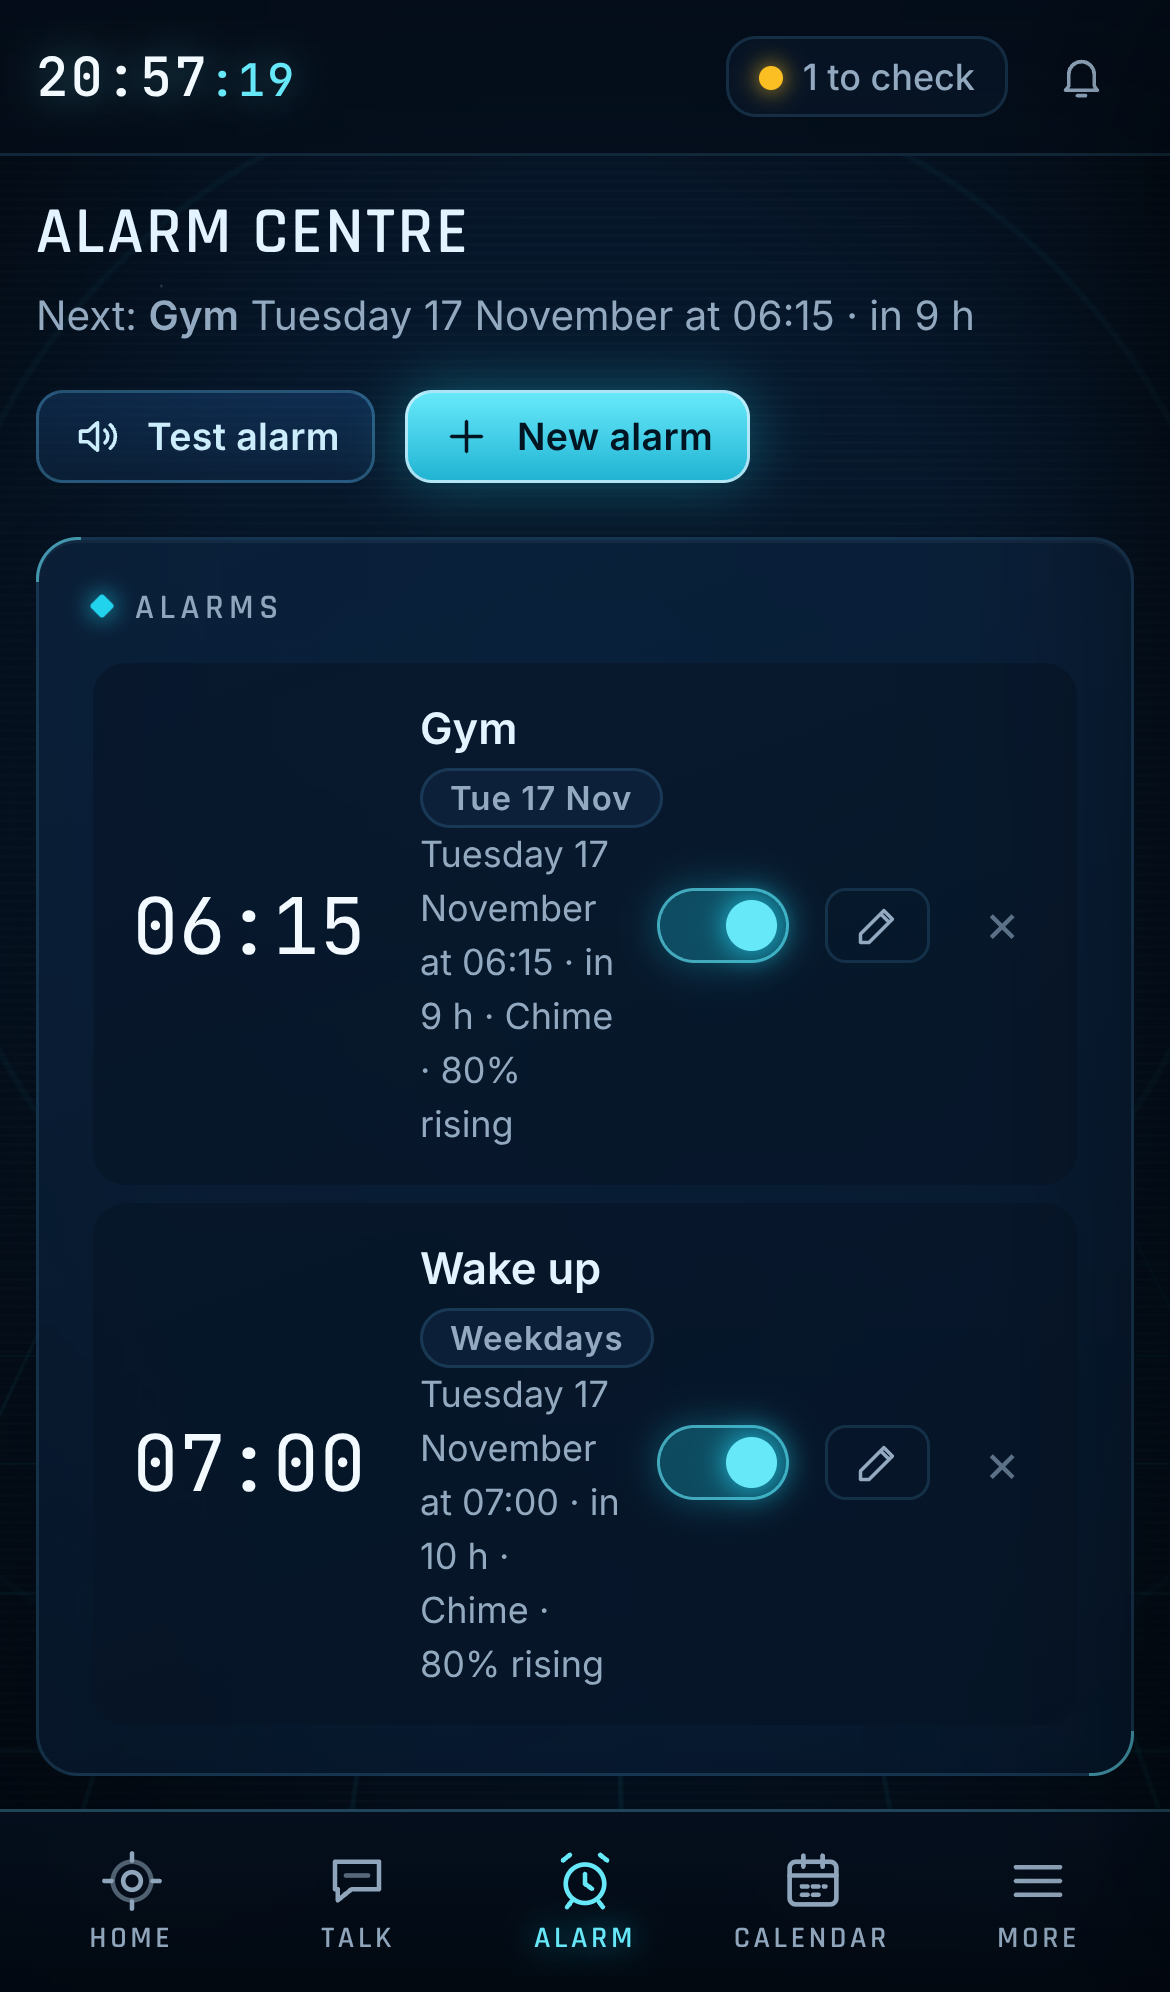 20:57:19
1 to check
ALARM CENTRE
Next: Gym Tuesday 17 November at 06:15 · in 9 h
Test alarm
New alarm
ALARMS
06:15
Gym
Tue 17 Nov
Tuesday 17
November
at 06:15 · in
9 h · Chime
· 80%
rising
07:00
Wake up
Weekdays
Tuesday 17
November
at 07:00 · in
10 h ·
Chime ·
80% rising
HOME
TALK
ALARM
CALENDAR
MORE